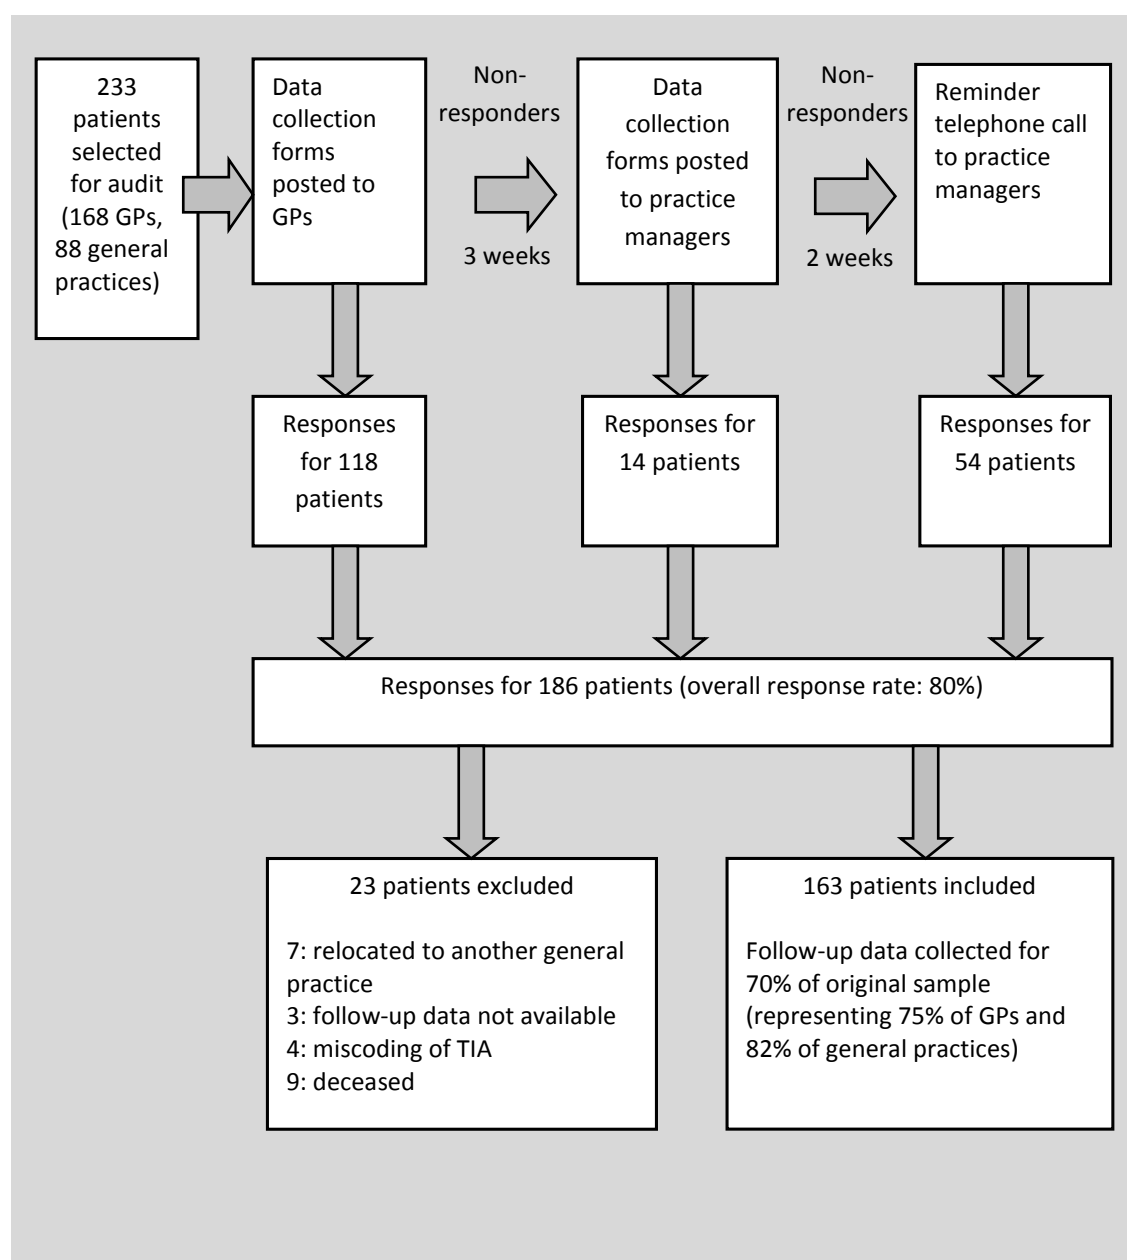 233
patients
selected
for audit
(168 GPs,
88 general
practices)
Data
collection
forms
posted to
GPs
Non-
responders
3 weeks
Data
collection
forms posted
to practice
managers
Non-
responders
2 weeks
Reminder
telephone call
to practice
managers
Responses
for 118
patients
Responses for
14 patients
Responses for
54 patients
Responses for 186 patients (overall response rate: 80%)
23 patients excluded
7: relocated to another general
practice
3: follow-up data not available
4: miscoding of TIA
9: deceased
163 patients included
Follow-up data collected for
70% of original sample
(representing 75% of GPs and
82% of general practices)